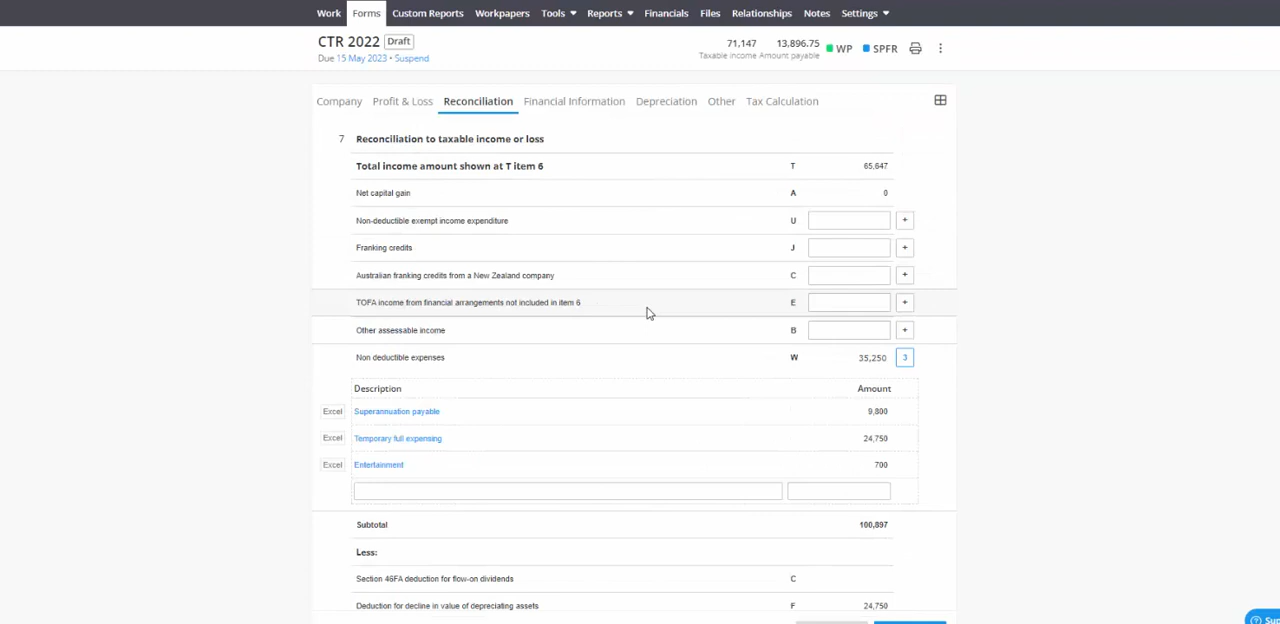 Work Forms Custom Reports Workpapers Tools Reports Financials Files Relationships Notes Settings
CTR 2022 Draft
Due 15 May 2023 • Suspend
71,147 13,896.75 WP SPFR
Taxable income Amount payable
Company Profit & Loss Reconciliation Financial Information Depreciation Other Tax Calculation
7 Reconciliation to taxable income or loss
Total income amount shown at T item 6 T 65,647
Net capital gain A 0
Non-deductible exempt income expenditure U +
Franking credits J +
Australian franking credits from a New Zealand company C +
TOFA income from financial arrangements not included in item 6 E +
Other assessable income B +
Non deductible expenses W 35,250 3
Description Amount
Excel Superannuation payable 9,800
Excel Temporary full expensing 24,750
Excel Entertainment 700
Subtotal 100,897
Less:
Section 46FA deduction for flow-on dividends C
Deduction for decline in value of depreciating assets F 24,750